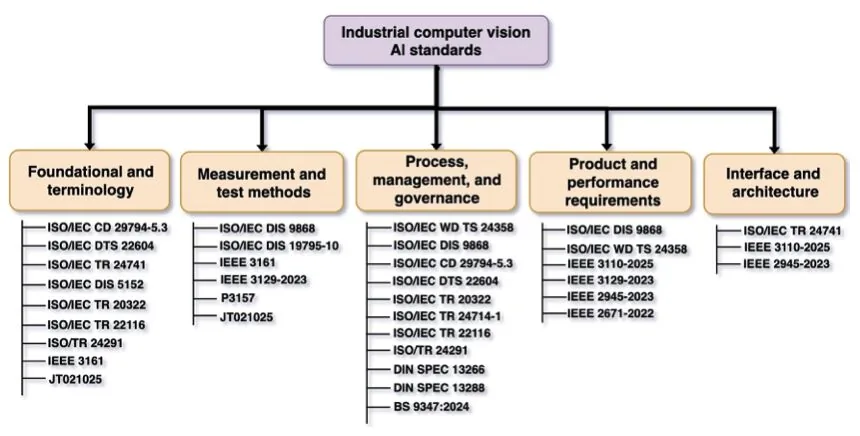 Industrial computer vision
AI standards
Foundational and
terminology
ISO/IEC CD 29794-5.3
ISO/IEC DTS 22604
ISO/IEC TR 24741
ISO/IEC DIS 5152
ISO/IEC TR 20322
ISO/IEC TR 22116
ISO/TR 24291
IEEE 3161
JT021025
Measurement and
test methods
ISO/IEC DIS 9868
ISO/IEC DIS 19795-10
IEEE 3161
IEEE 3129-2023
P3157
JT021025
Process,
management, and
governance
ISO/IEC WD TS 24358
ISO/IEC DIS 9868
ISO/IEC CD 29794-5.3
ISO/IEC DTS 22604
ISO/IEC TR 20322
ISO/IEC TR 24714-1
ISO/IEC TR 22116
ISO/TR 24291
DIN SPEC 13266
DIN SPEC 13288
BS 9347:2024
Product and
performance
requirements
ISO/IEC DIS 9868
ISO/IEC WD TS 24358
IEEE 3110-2025
IEEE 3129-2023
IEEE 2945-2023
IEEE 2671-2022
Interface and
architecture
ISO/IEC TR 24741
IEEE 3110-2025
IEEE 2945-2023